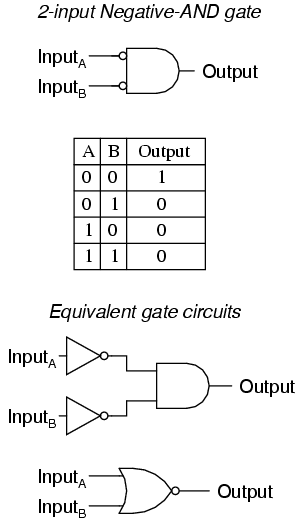 2-input Negative-AND gate
InputA
Output
InputB
A B Output
0 0 1
0 1 0
1 0 0
1 1 0
Equivalent gate circuits
InputA
Output
InputB
InputA
Output
InputB